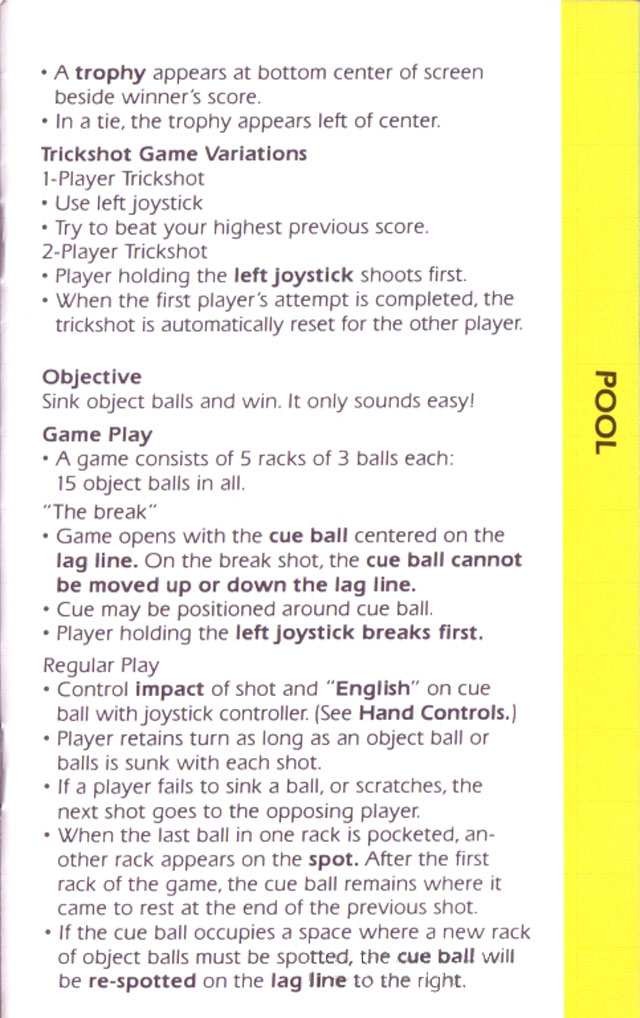 • A trophy appears at bottom center of screen
beside winner's score.
• In a tie, the trophy appears left of center.
Trickshot Game Variations
1-Player Trickshot
• Use left joystick
• Try to beat your highest previous score.
2-Player Trickshot
• Player holding the left joystick shoots first.
• When the first player's attempt is completed, the
trickshot is automatically reset for the other player.
Objective
Sink object balls and win. It only sounds easy!
Game Play
• A game consists of 5 racks of 3 balls each:
15 object balls in all.
"The break"
• Game opens with the cue ball centered on the
lag line. On the break shot, the cue ball cannot
be moved up or down the lag line.
• Cue may be positioned around cue ball.
• Player holding the left joystick breaks first.
Regular Play
• Control impact of shot and "English" on cue
ball with joystick controller. (See Hand Controls.)
• Player retains turn as long as an object ball or
balls is sunk with each shot.
• If a player fails to sink a ball, or scratches, the
next shot goes to the opposing player.
• When the last ball in one rack is pocketed, an-
other rack appears on the spot. After the first
rack of the game, the cue ball remains where it
came to rest at the end of the previous shot.
• If the cue ball occupies a space where a new rack
of object balls must be spotted, the cue ball will
be re-spotted on the lag line to the right.
POOL